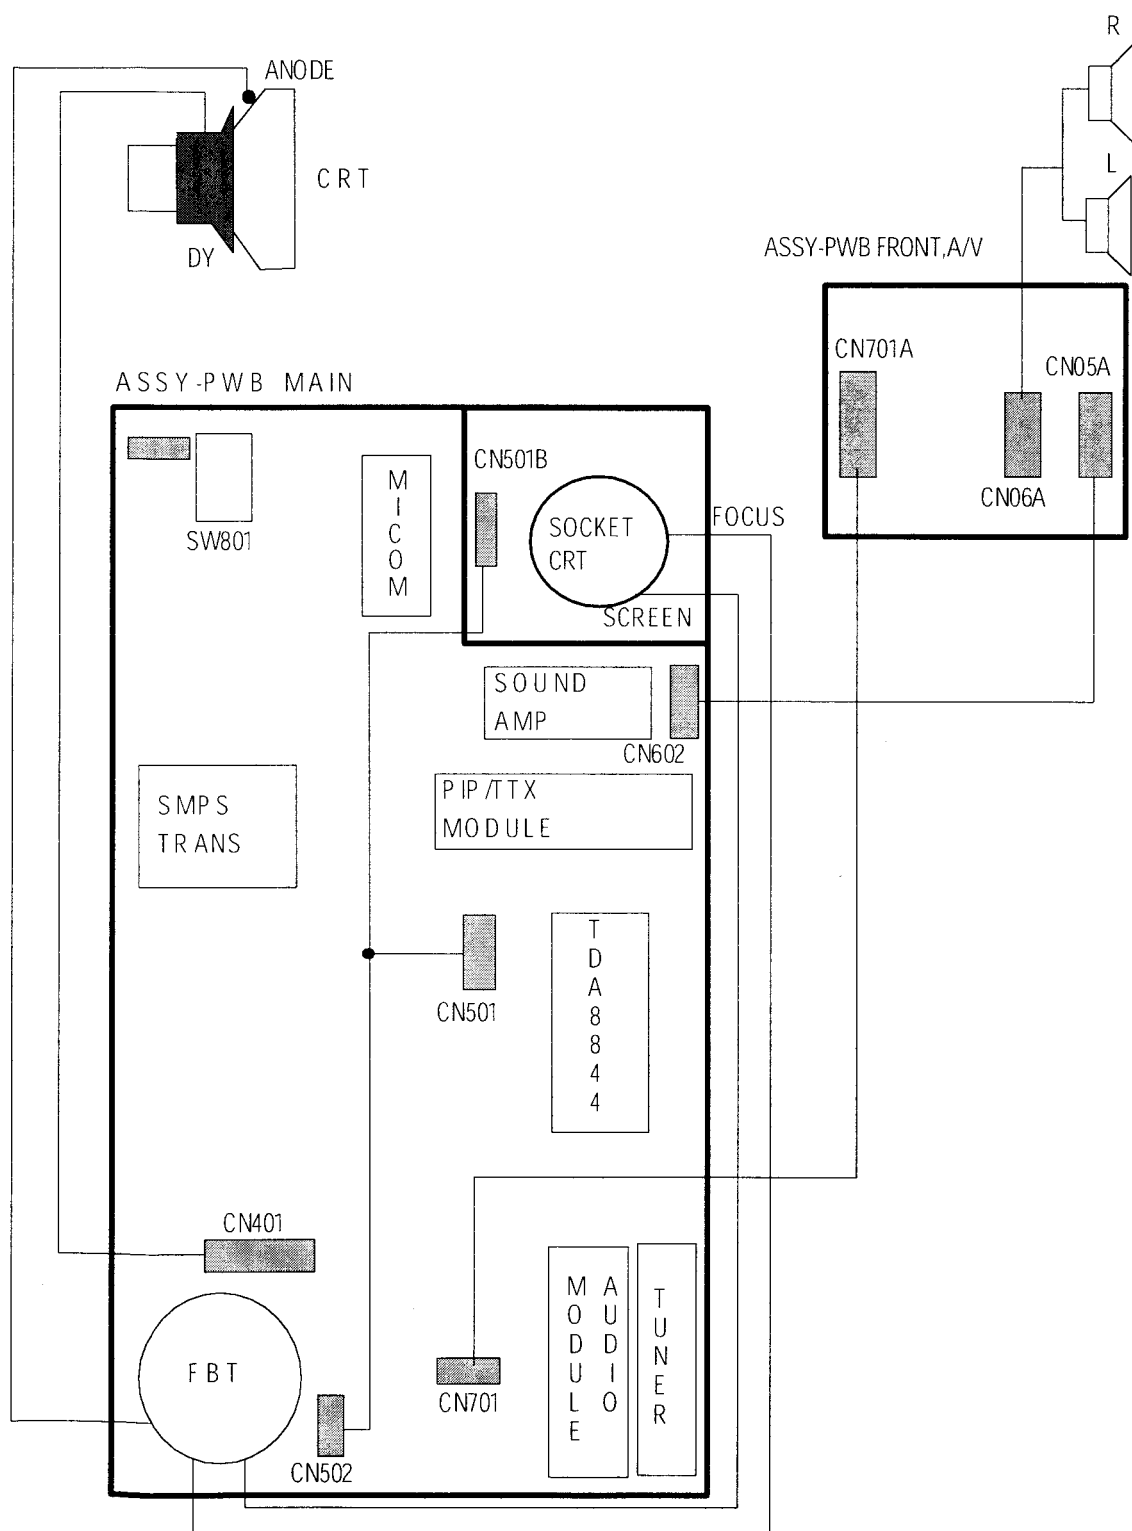 R
ANODE
CRT
L
DY
ASSY-PWB FRONT,A/V
CN701A
CN05A
CN06A
ASSY-PWB MAIN
SW801
MICOM
CN501B
SOCKET
CRT
FOCUS
SCREEN
SOUND
AMP
CN602
SMPS
TRANS
PIP/TTX
MODULE
CN501
TDA8844
CN401
FBT
CN502
CN701
AUDIO
MODULE
TUNER